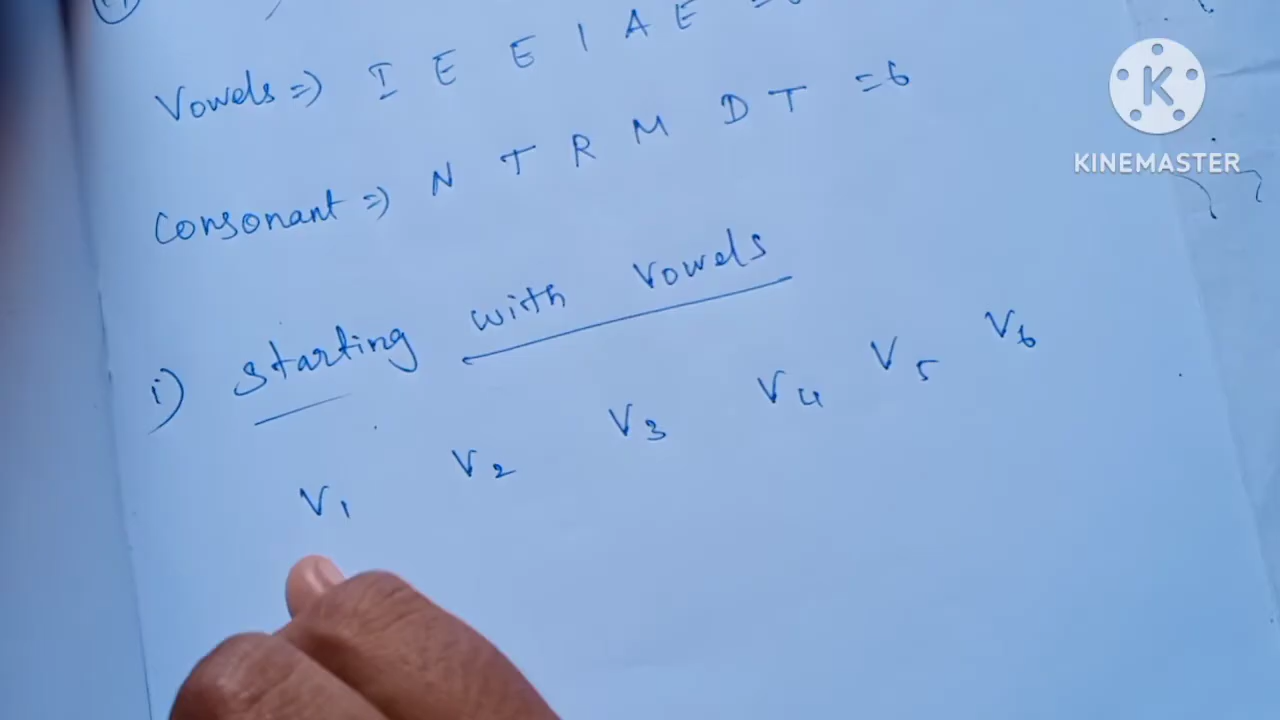 Vowels => I E E I A E
Consonant => N T R M D T = 6
i) starting with vowels
V1 V2 V3 V4 V5 V6
KINEMASTER